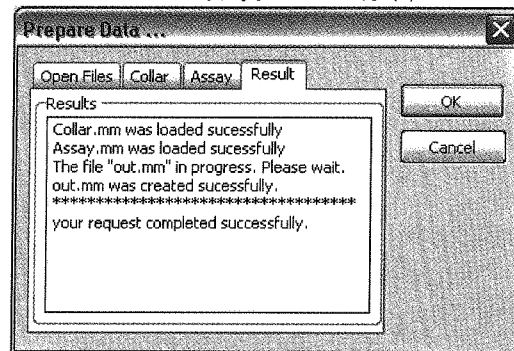 Prepare Data ...
Open Files Collar Assay Result
Results
Collar.mm was loaded sucessfully
Assay.mm was loaded sucessfully
The file "out.mm" in progress. Please wait.
out.mm was created sucessfully.
************************************
your request completed successfully.
OK
Cancel